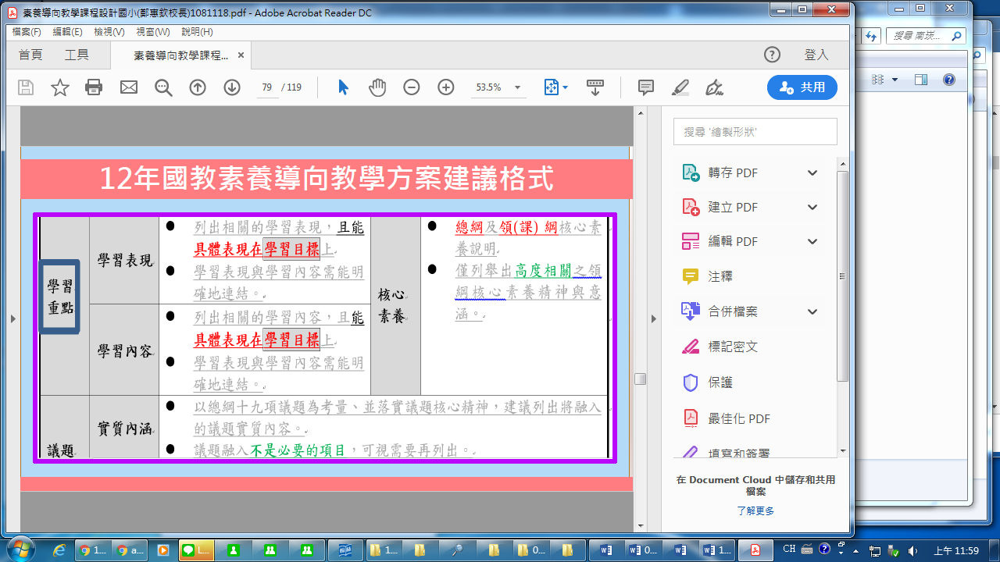 素養導向教學課程設計國小(鄭惠欽校長)1081118.pdf - Adobe Acrobat Reader DC
檔案(F) 編輯(E) 檢視(V) 視窗(W) 說明(H)
首頁 工具 素養導向教學課程... × 登入
79 / 119 53.5% 共用
搜尋 '繪製形狀'
轉存 PDF
建立 PDF
編輯 PDF
注釋
合併檔案
標記密文
保護
最佳化 PDF
填寫和簽署
在 Document Cloud 中儲存和共用
檔案
了解更多
12年國教素養導向教學方案建議格式
學習
重點
學習表現
● 列出相關的學習表現，且能
具體表現在學習目標上
● 學習表現與學習內容需能明
確地連結。
學習內容
● 列出相關的學習內容，且能
具體表現在學習目標上
● 學習表現與學習內容需能明
確地連結。
核心
素養
● 總綱及領(課)綱核心素
養說明
● 僅列舉出高度相關之領
綱核心素養精神與意
涵。
議題
實質內涵
● 以總綱十九項議題為考量、並落實議題核心精神，建議列出將融入
的議題實質內容。
● 議題融入不是必要的項目，可視需要再列出。
CH 上午 11:59